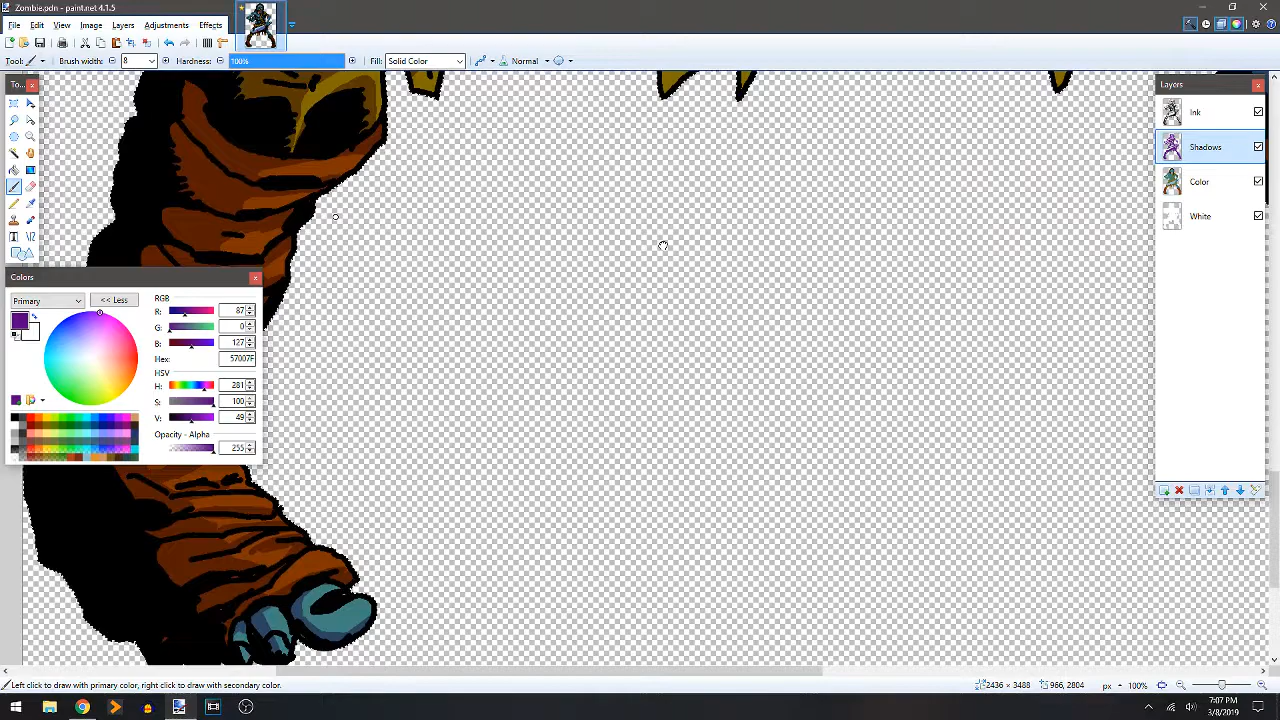 Zombie.pdn - paint.net 4.1.5
File Edit View Image Layers Adjustments Effects
Tool: Brush width: 8 Hardness: 100% Fill: Solid Color Normal
To...
Layers
Ink
Shadows
Color
White
Colors
Primary
<< Less
RGB
R: 87
G: 0
B: 127
Hex: 57007F
HSV
H: 281
S: 100
V: 49
Opacity - Alpha
255
Left click to draw with primary color, right click to draw with secondary color.
2436 × 3488 966, 2804 px 100%
7:07 PM
3/8/2019